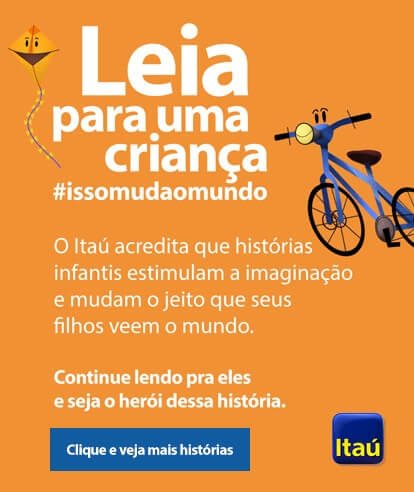 Leia
para uma
criança
#issomudaomundo
O Itaú acredita que histórias
infantis estimulam a imaginação
e mudam o jeito que seus
filhos veem o mundo.
Continue lendo pra eles
e seja o herói dessa história.
Clique e veja mais histórias
Itaú